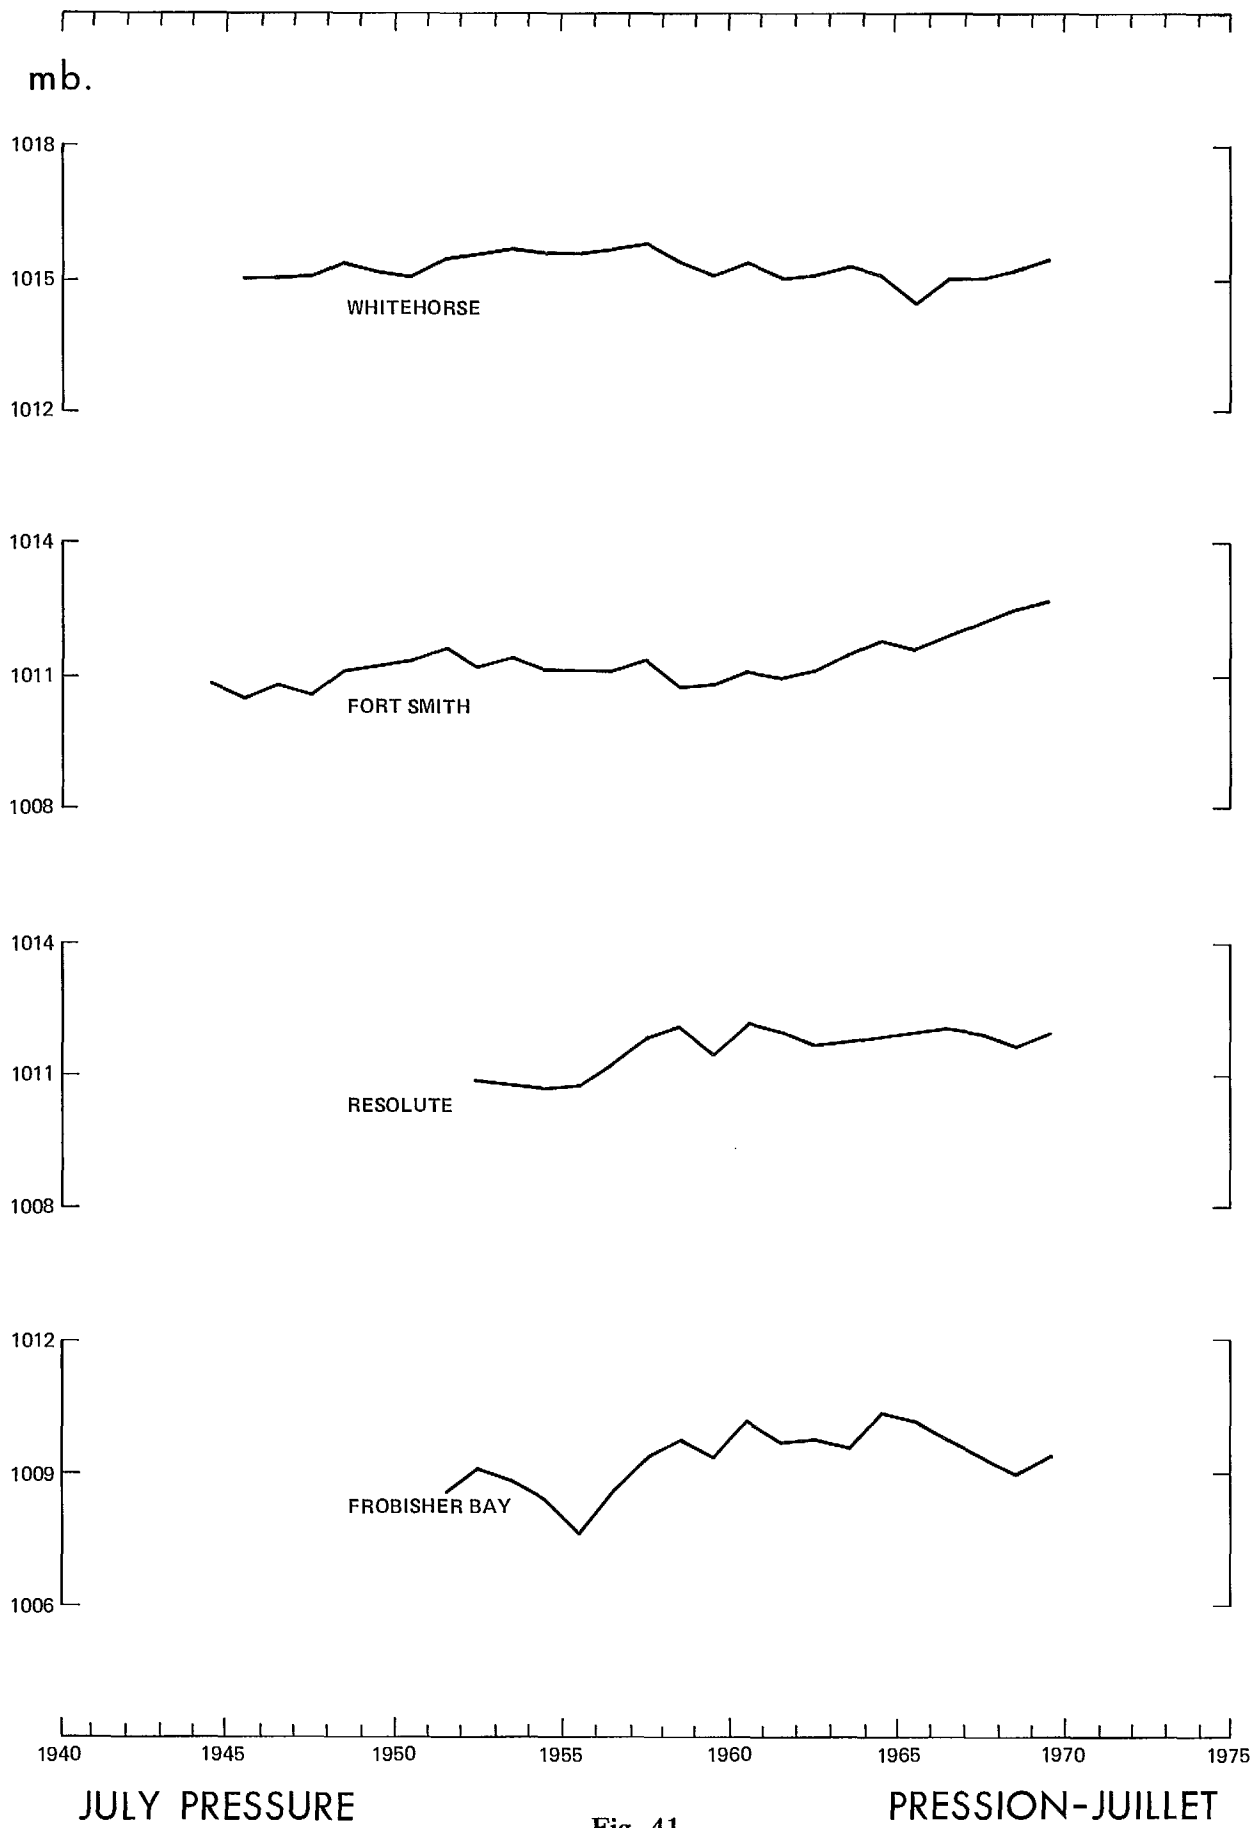 mb.
1018
1015
WHITEHORSE
1012
1014
1011
FORT SMITH
1008
1014
1011
RESOLUTE
1008
1012
1009
FROBISHER BAY
1006
1940 1945 1950 1955 1960 1965 1970 1975
JULY PRESSURE PRESSION-JUILLET
Fig. 41